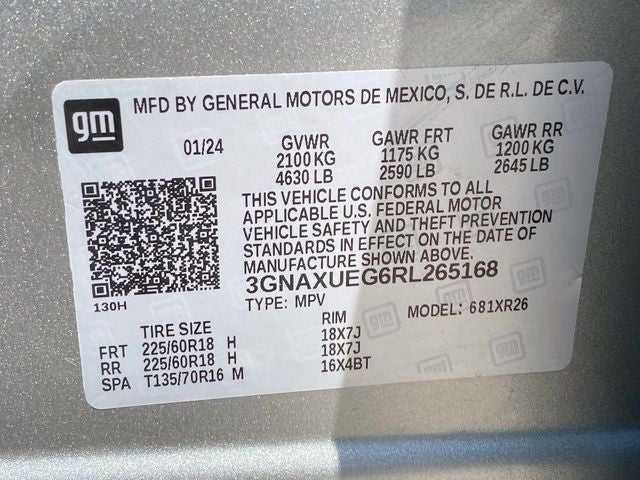 gm
MFD BY GENERAL MOTORS DE MEXICO, S. DE R.L. DE C.V.
01/24 GVWR GAWR FRT GAWR RR
2100 KG 1175 KG 1200 KG
4630 LB 2590 LB 2645 LB
THIS VEHICLE CONFORMS TO ALL
APPLICABLE U.S. FEDERAL MOTOR
VEHICLE SAFETY AND THEFT PREVENTION
STANDARDS IN EFFECT ON THE DATE OF
MANUFACTURE SHOWN ABOVE.
3GNAXUEG6RL265168
130H
TYPE: MPV MODEL: 681XR26
TIRE SIZE RIM
FRT 225/60R18 H 18X7J
RR 225/60R18 H 18X7J
SPA T135/70R16 M 16X4BT